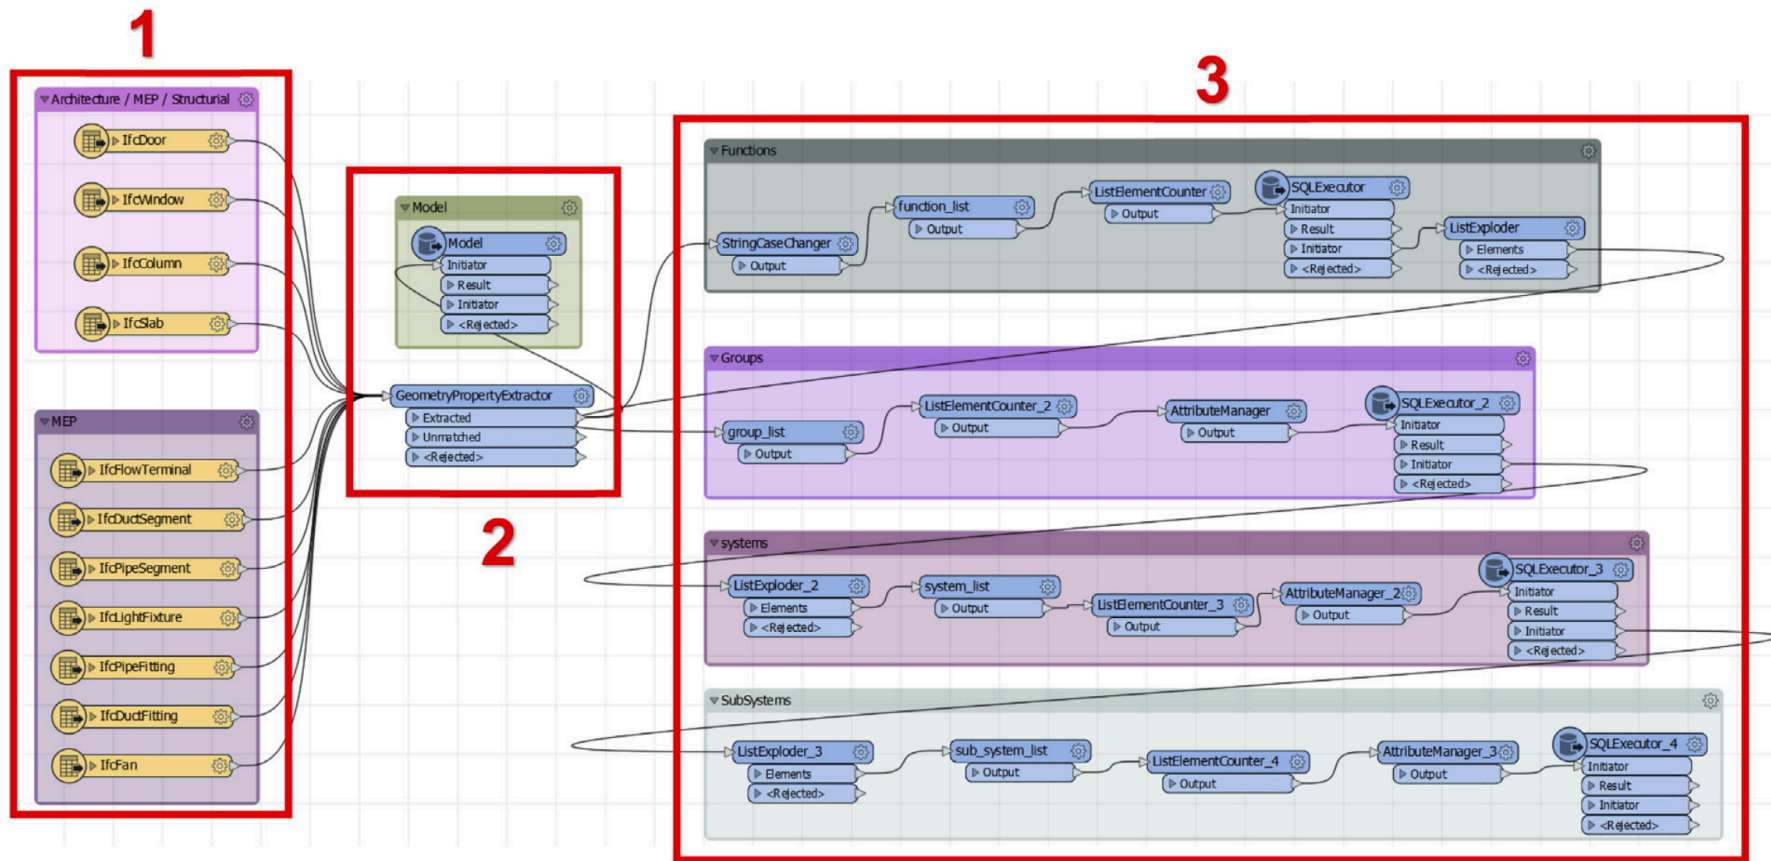 1
Architecture / MEP / Structurial
IfcDoor
IfcWindow
IfcColumn
IfcSlab
MEP
IfcFlowTerminal
IfcDuctSegment
IfcPipeSegment
IfcLightFixture
IfcPipeFitting
IfcDuctFitting
IfcFan
2
Model
Model
Initiator
Result
Initiator
<Rejected>
GeometryPropertyExtractor
Extracted
Unmatched
<Rejected>
3
Functions
StringCaseChanger
Output
function_list
Output
ListElementCounter
Output
SQLExecutor
Initiator
Result
Initiator
<Rejected>
ListExploder
Elements
<Rejected>
Groups
group_list
Output
ListElementCounter_2
Output
AttributeManager
Output
SQLExecutor_2
Initiator
Result
Initiator
<Rejected>
systems
ListExploder_2
Elements
<Rejected>
system_list
Output
ListElementCounter_3
Output
AttributeManager_2
Output
SQLExecutor_3
Initiator
Result
Initiator
<Rejected>
SubSystems
ListExploder_3
Elements
<Rejected>
sub_system_list
Output
ListElementCounter_4
Output
AttributeManager_3
Output
SQLExecutor_4
Initiator
Result
Initiator
<Rejected>